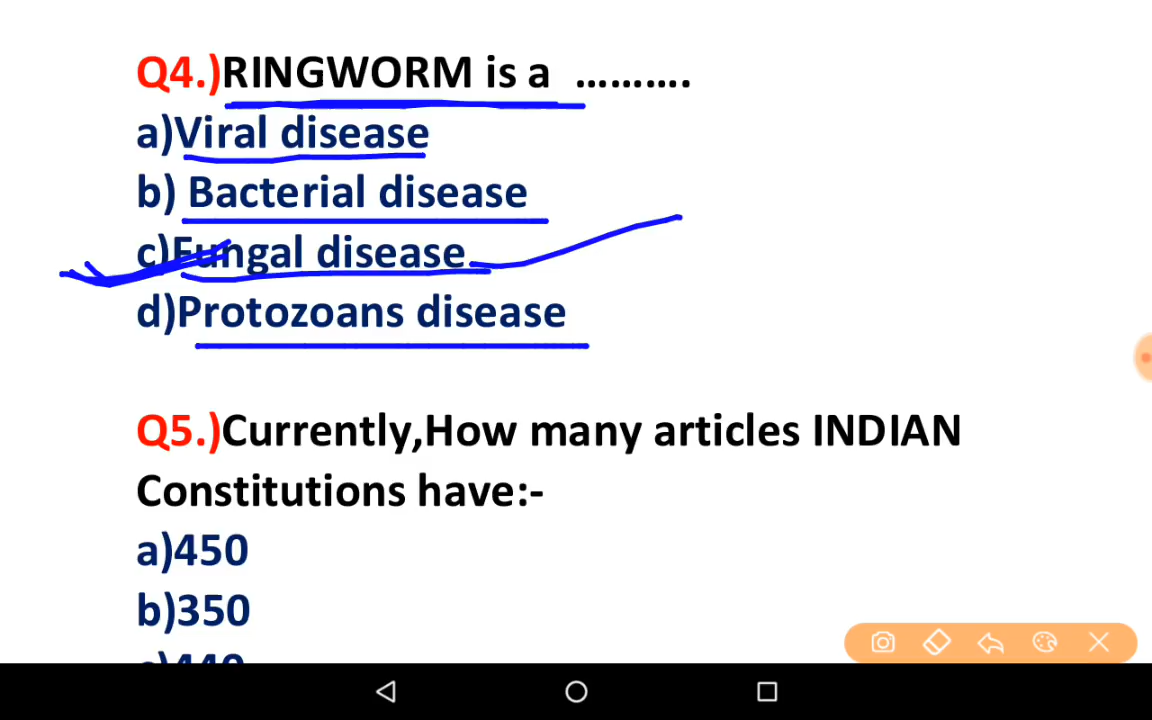 Q4.)RINGWORM is a ..........
a)Viral disease
b) Bacterial disease
c)Fungal disease
d)Protozoans disease
Q5.)Currently,How many articles INDIAN
Constitutions have:-
a)450
b)350
c)440